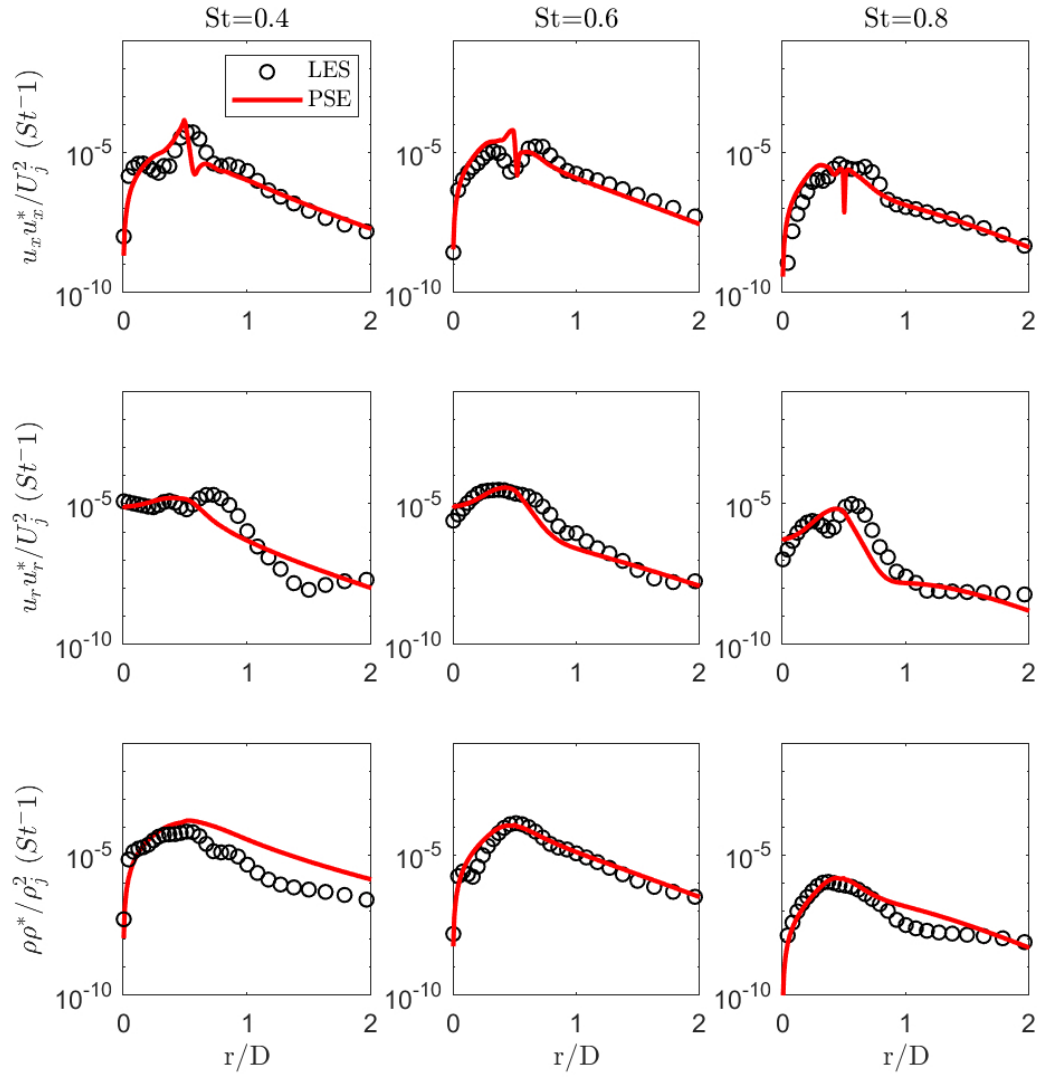 St=0.4 St=0.6 St=0.8
u_x u_x^*/U_j^2 (St^-1)
LES
PSE
10^-5 10^-5 10^-5
10^-10 10^-10 10^-10
0 1 2 0 1 2 0 1 2
u_r u_r^*/U_j^2 (St^-1)
10^-5 10^-5 10^-5
10^-10 10^-10 10^-10
0 1 2 0 1 2 0 1 2
ρρ^*/ρ_j^2 (St^-1)
10^-5 10^-5 10^-5
10^-10 10^-10 10^-10
0 1 2 0 1 2 0 1 2
r/D r/D r/D